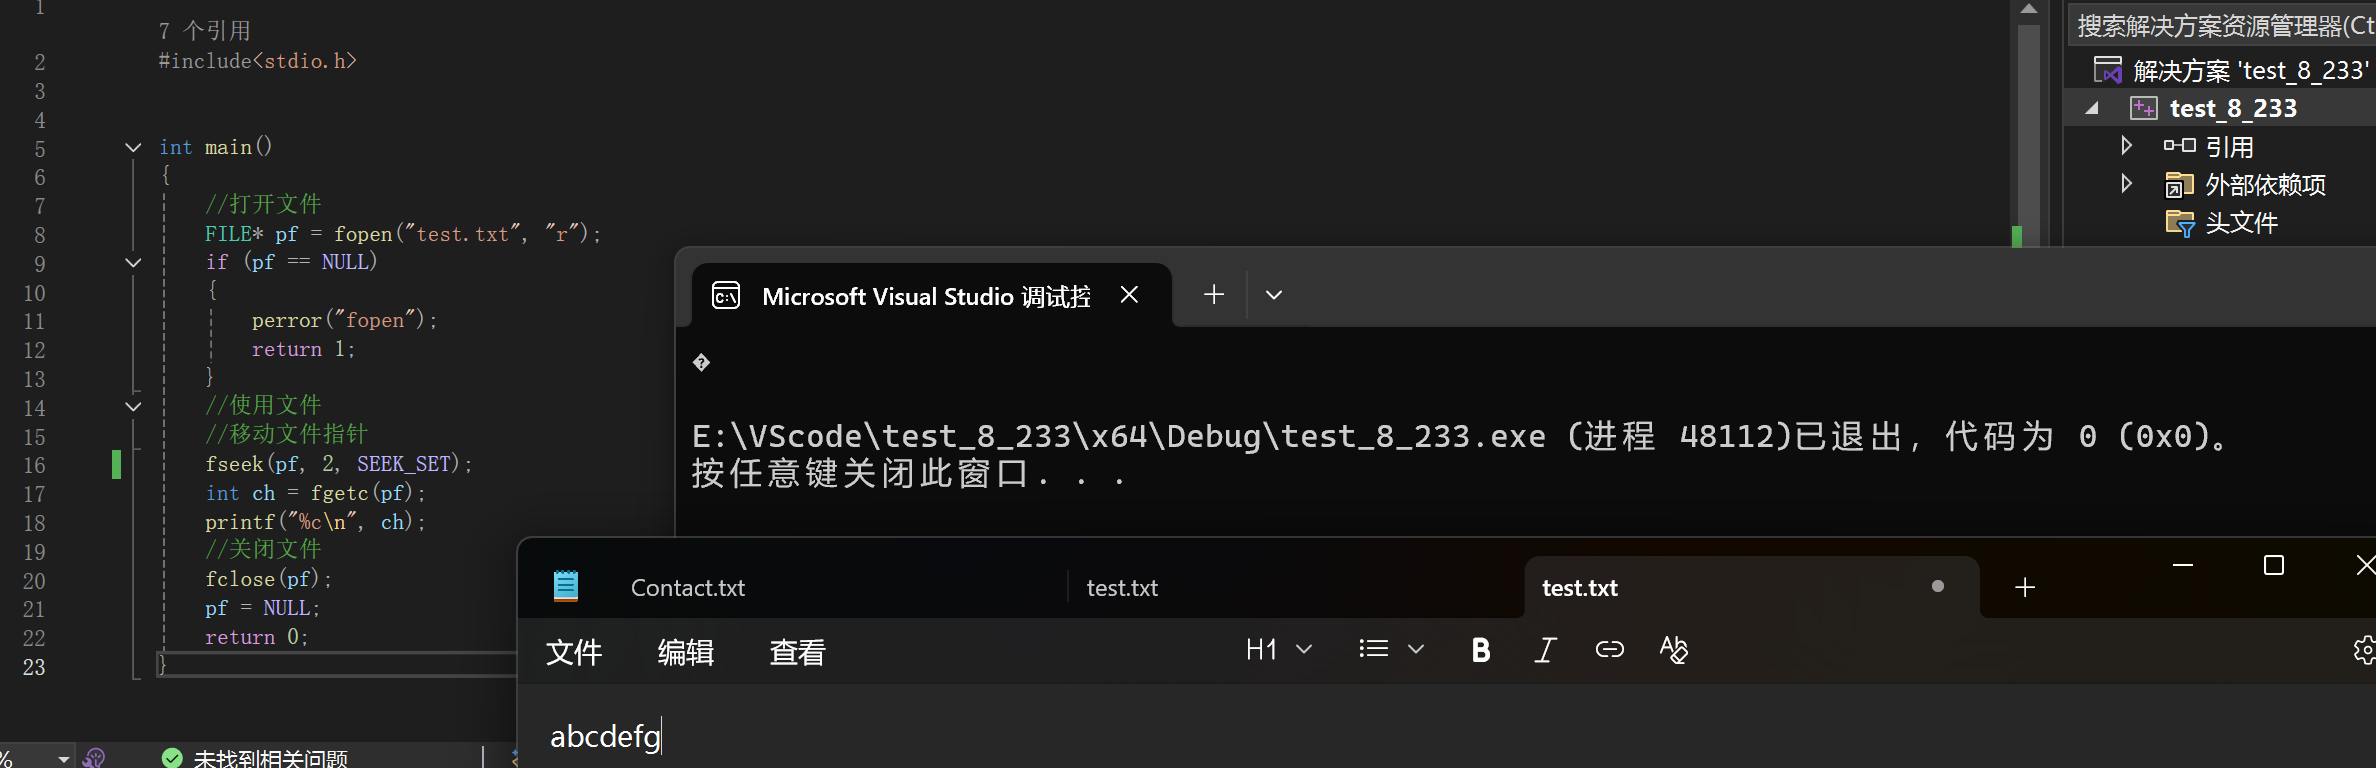 1
7 个引用
2 #include<stdio.h>
3
4
5 int main()
6 {
7 //打开文件
8 FILE* pf = fopen("test.txt", "r");
9 if (pf == NULL)
10 {
11 perror("fopen");
12 return 1;
13 }
14 //使用文件
15 //移动文件指针
16 fseek(pf, 2, SEEK_SET);
17 int ch = fgetc(pf);
18 printf("%c\n", ch);
19 //关闭文件
20 fclose(pf);
21 pf = NULL;
22 return 0;
23 }
% 未找到相关问题
搜索解决方案资源管理器(Ct
解决方案 'test_8_233'
test_8_233
引用
外部依赖项
头文件
Microsoft Visual Studio 调试控
�
E:\VScode\test_8_233\x64\Debug\test_8_233.exe (进程 48112)已退出，代码为 0 (0x0)。
按任意键关闭此窗口. . .
Contact.txt test.txt test.txt
文件 编辑 查看 H1 B I
abcdefg